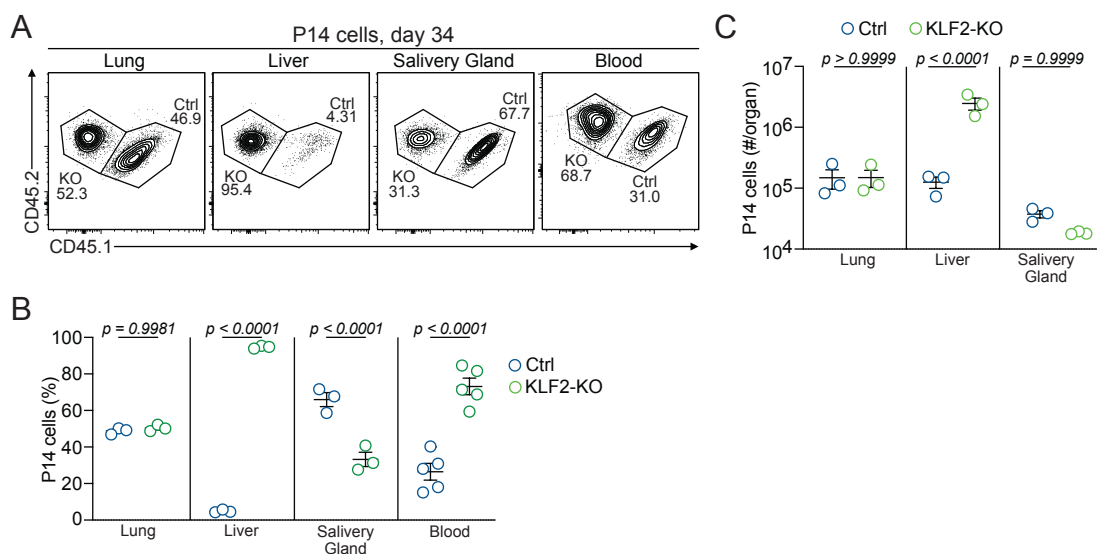 A
P14 cells, day 34
Lung
Liver
Salivery Gland
Blood
Ctrl
46.9
KO
52.3
Ctrl
4.31
KO
95.4
Ctrl
67.7
KO
31.3
KO
68.7
Ctrl
31.0
CD45.2
CD45.1
B
p = 0.9981
p < 0.0001
p < 0.0001
p < 0.0001
P14 cells (%)
100
80
60
40
20
0
Lung
Liver
Salivery
Gland
Blood
Ctrl
KLF2-KO
C
Ctrl
KLF2-KO
p > 0.9999
p < 0.0001
p = 0.9999
P14 cells (#/organ)
10⁷
10⁶
10⁵
10⁴
Lung
Liver
Salivery
Gland